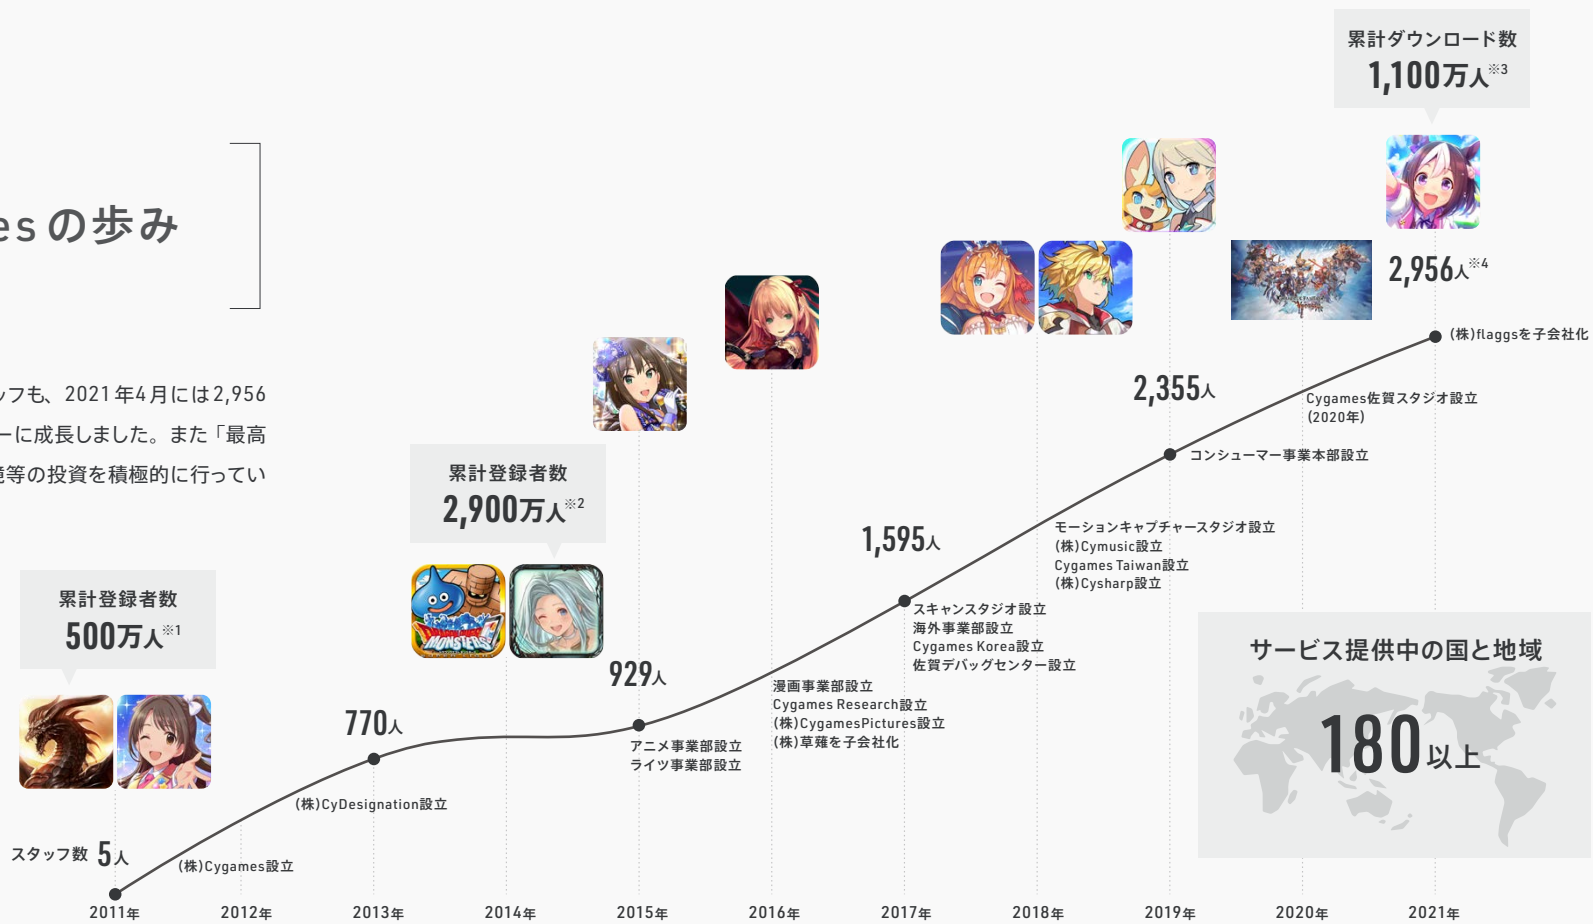 esの歩み
ッフも、2021年4月には2,956
ーに成長しました。また「最高
境等の投資を積極的に行ってい
累計登録者数
500万人※1
スタッフ数 5人
(株)Cygames設立
(株)CyDesignation設立
770人
累計登録者数
2,900万人※2
DRAGON QUEST
MONSTERS
929人
アニメ事業部設立
ライツ事業部設立
漫画事業部設立
Cygames Research設立
(株)CygamesPictures設立
(株)草薙を子会社化
1,595人
スキャンスタジオ設立
海外事業部設立
Cygames Korea設立
佐賀デバッグセンター設立
モーションキャプチャースタジオ設立
(株)Cymusic設立
Cygames Taiwan設立
(株)Cysharp設立
2,355人
コンシューマー事業本部設立
Cygames佐賀スタジオ設立
(2020年)
累計ダウンロード数
1,100万人※3
2,956人※4
(株)flaggsを子会社化
サービス提供中の国と地域
180以上
2011年
2012年
2013年
2014年
2015年
2016年
2017年
2018年
2019年
2020年
2021年